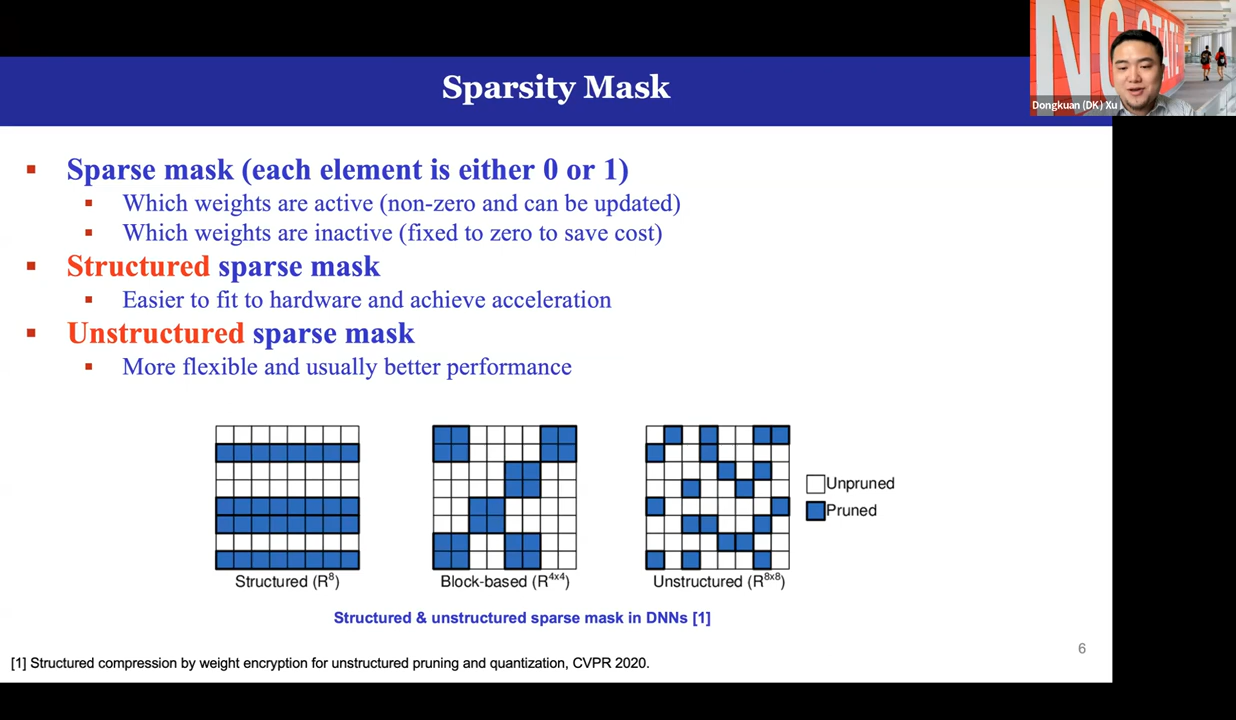 Sparsity Mask
NC STATE
Dongkuan (DK) Xu
▪ Sparse mask (each element is either 0 or 1)
▪ Which weights are active (non-zero and can be updated)
▪ Which weights are inactive (fixed to zero to save cost)
▪ Structured sparse mask
▪ Easier to fit to hardware and achieve acceleration
▪ Unstructured sparse mask
▪ More flexible and usually better performance
Unpruned
Pruned
Structured (R⁸)
Block-based (R⁴ˣ⁴)
Unstructured (R⁸ˣ⁸)
Structured & unstructured sparse mask in DNNs [1]
6
[1] Structured compression by weight encryption for unstructured pruning and quantization, CVPR 2020.